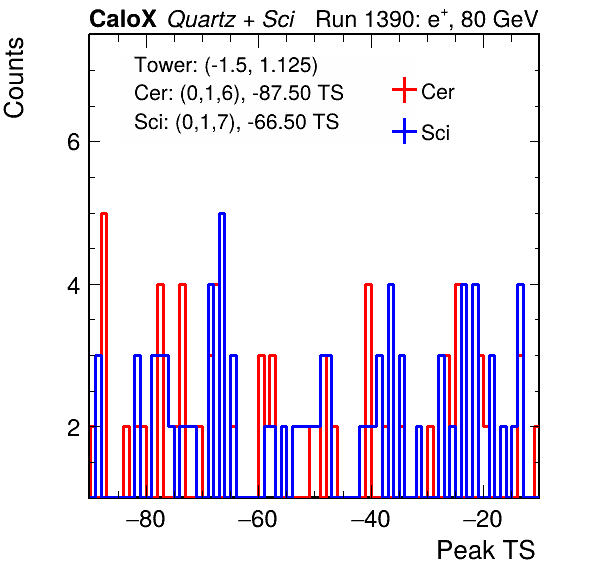 CaloX Quartz + Sci Run 1390: e⁺, 80 GeV
Counts
Tower: (-1.5, 1.125)
Cer: (0,1,6), -87.50 TS
Sci: (0,1,7), -66.50 TS
Cer
Sci
6
4
2
−80 −60 −40 −20
Peak TS